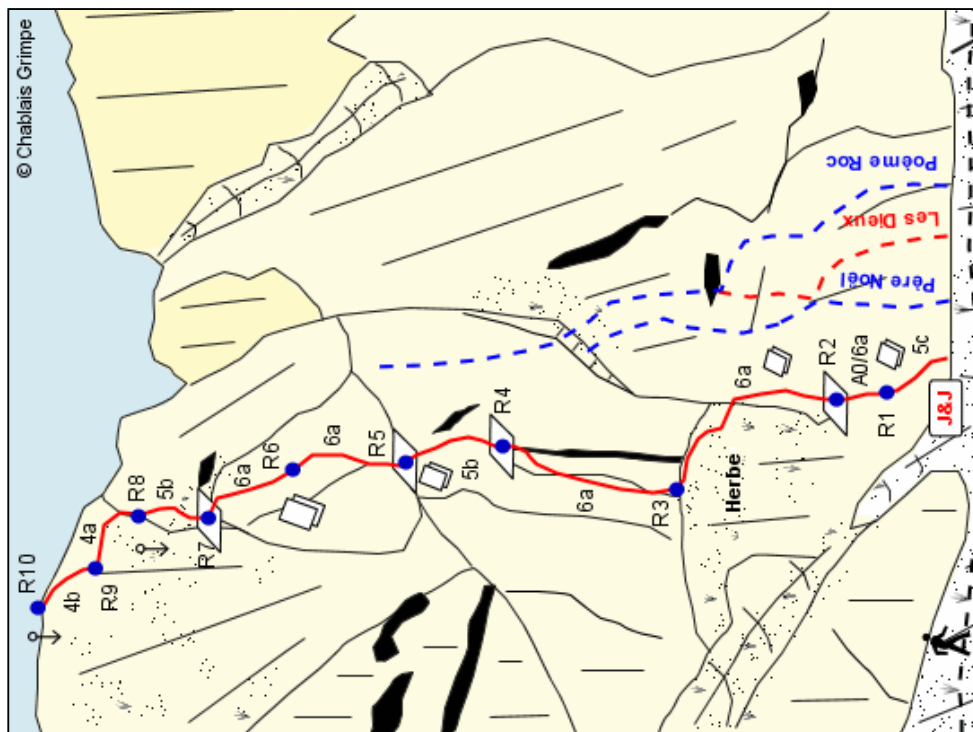 © Chablais Grimpe
R10
4b
R9
4a
R8
5b
R7
6a
R6
6a
R5
5b
R4
6a
R3
Herbe
6a
R2
A0/6a
R1
5c
J&J
Père Noël
Les Dieux
Poème Roc